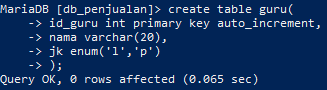 MariaDB [db_penjualan]> create table guru(
    -> id_guru int primary key auto_increment,
    -> nama varchar(20),
    -> jk enum('l','p')
    -> );
Query OK, 0 rows affected (0.065 sec)